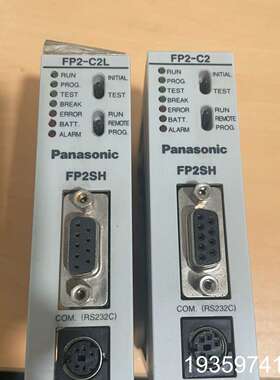 FP2-C2L
RUN
PROG.
TEST
BREAK
ERROR
BATT.
ALARM
INITIAL
TEST
RUN
REMOTE
PROG.
Panasonic
FP2SH
COM. (RS232C)
FP2-C2
RUN
PROG.
TEST
BREAK
ERROR
BATT.
ALARM
INITIAL
TEST
RUN
REMOTE
PROG.
Panasonic
FP2SH
COM. (RS232C)
19359741